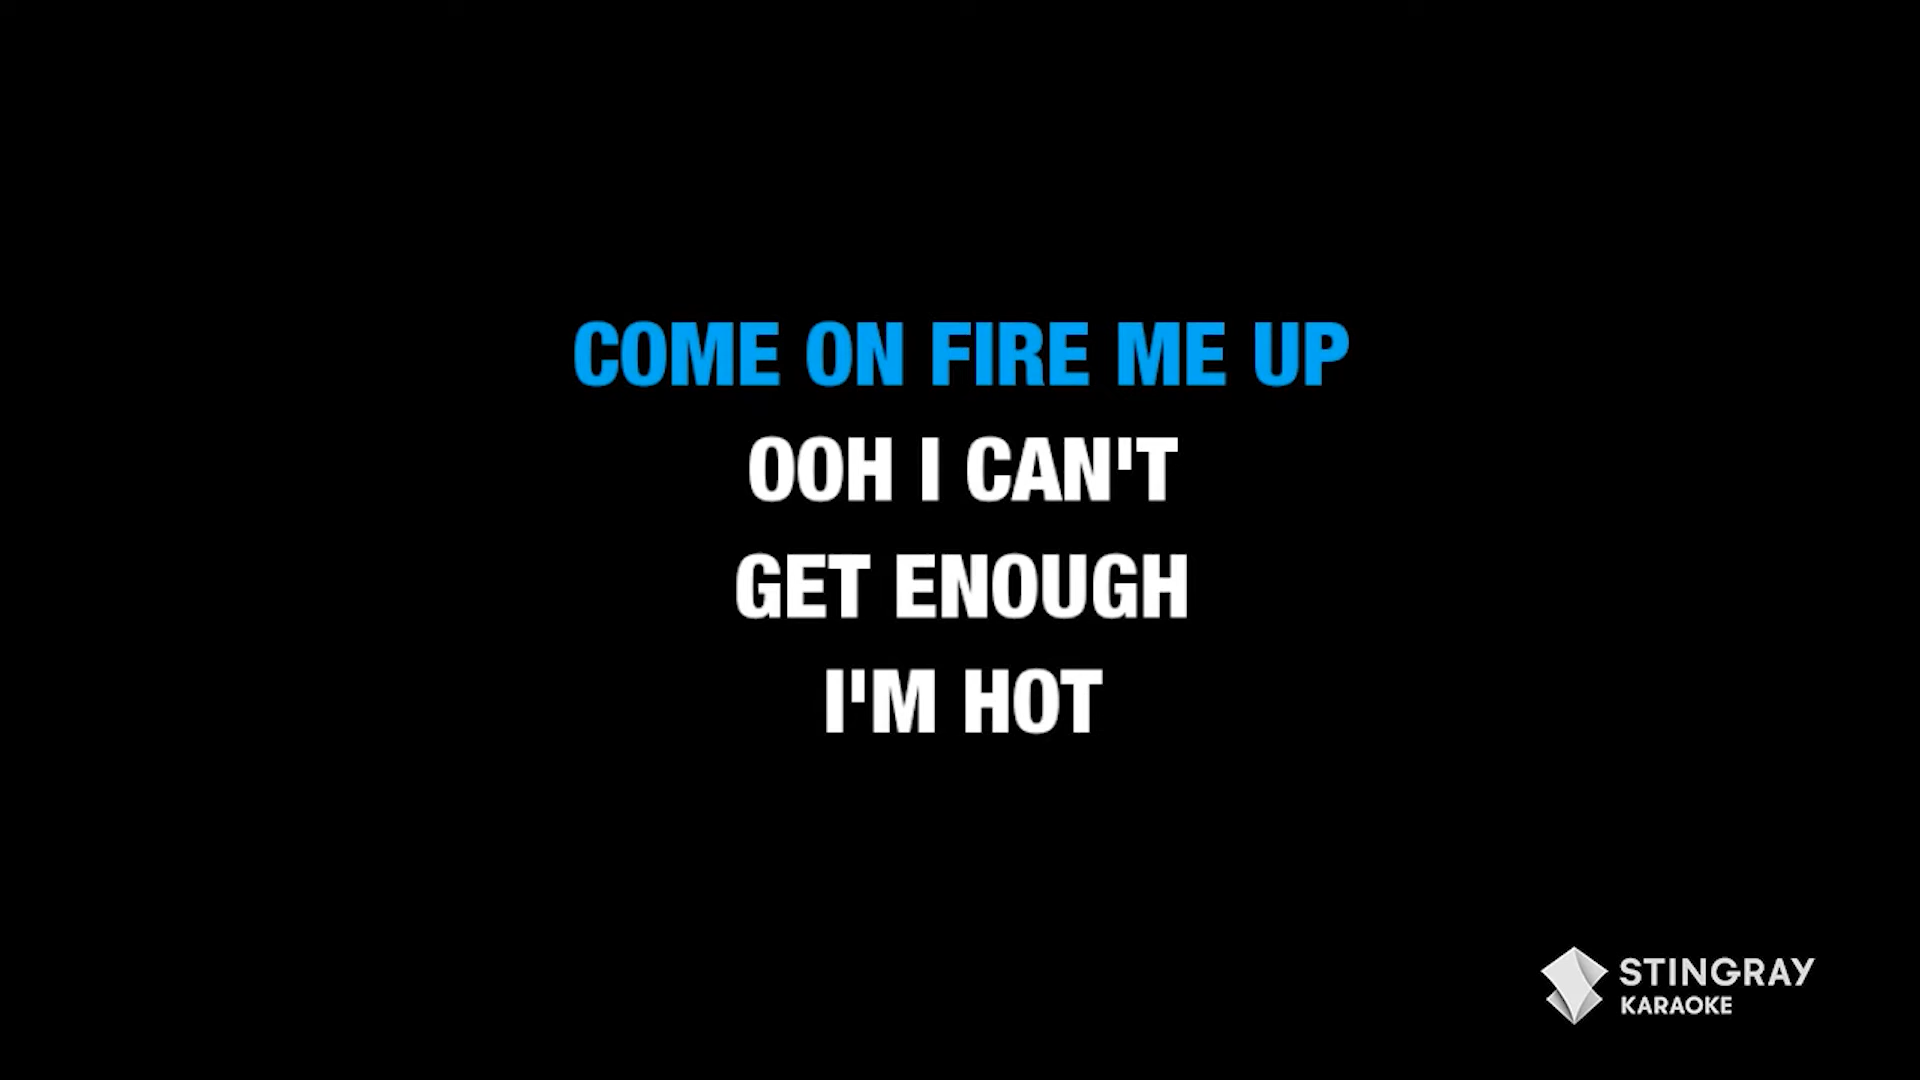 COME ON FIRE ME UP
OOH I CAN'T
GET ENOUGH
I'M HOT
STINGRAY
KARAOKE